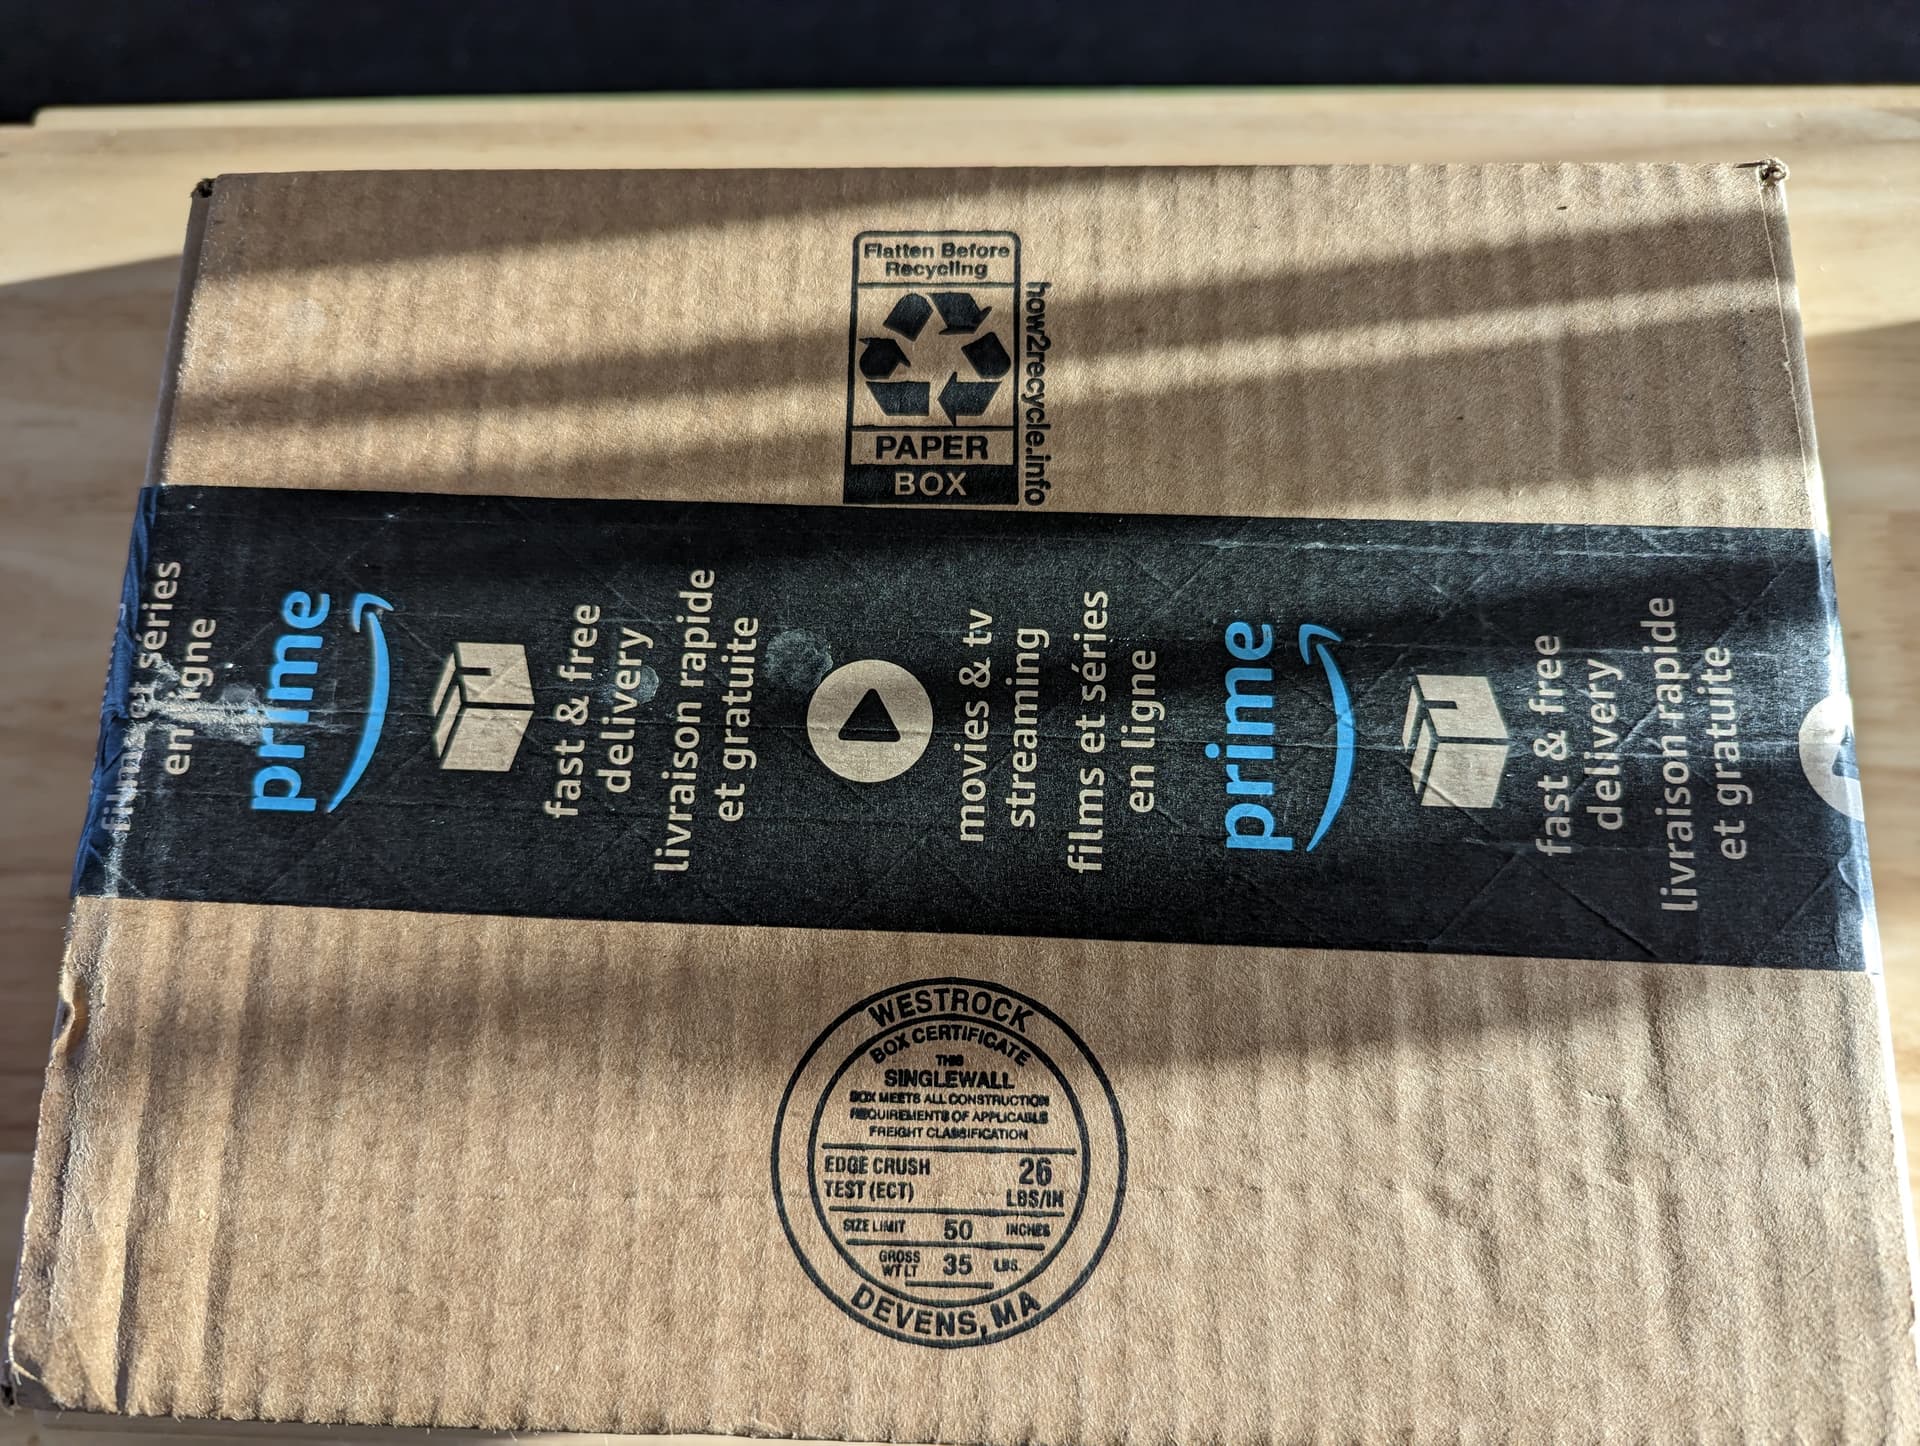 Flatten Before
Recycling
PAPER
BOX
how2recycle.info
films et séries
en ligne
prime
fast & free
delivery
livraison rapide
et gratuite
movies & tv
streaming
films et séries
en ligne
prime
fast & free
delivery
livraison rapide
et gratuite
WESTROCK
BOX CERTIFICATE
THIS
SINGLEWALL
BOX MEETS ALL CONSTRUCTION
REQUIREMENTS OF APPLICABLE
FREIGHT CLASSIFICATION
EDGE CRUSH
TEST (ECT)
26
LBS/IN
SIZE LIMIT 50 INCHES
GROSS
WT LT
35 LBS.
DEVENS, MA